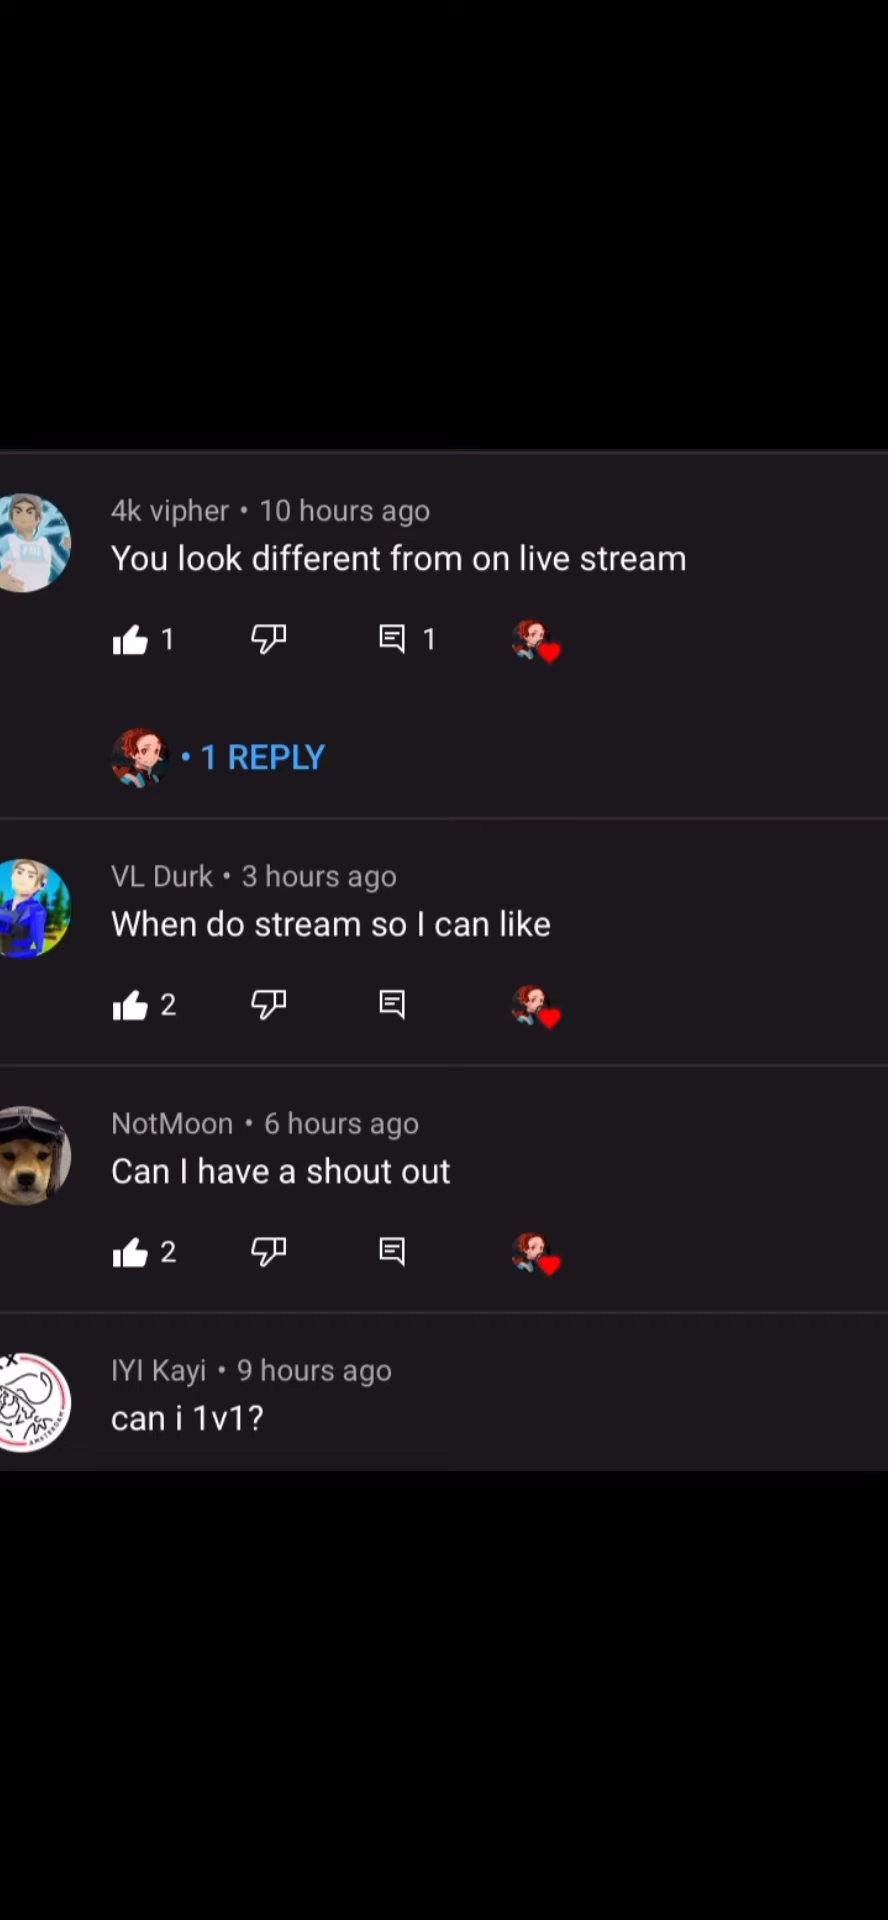 4k vipher • 10 hours ago
You look different from on live stream
1
1
• 1 REPLY
VL Durk • 3 hours ago
When do stream so I can like
2
NotMoon • 6 hours ago
Can I have a shout out
2
IYI Kayi • 9 hours ago
can i 1v1?
AMSTERDAM